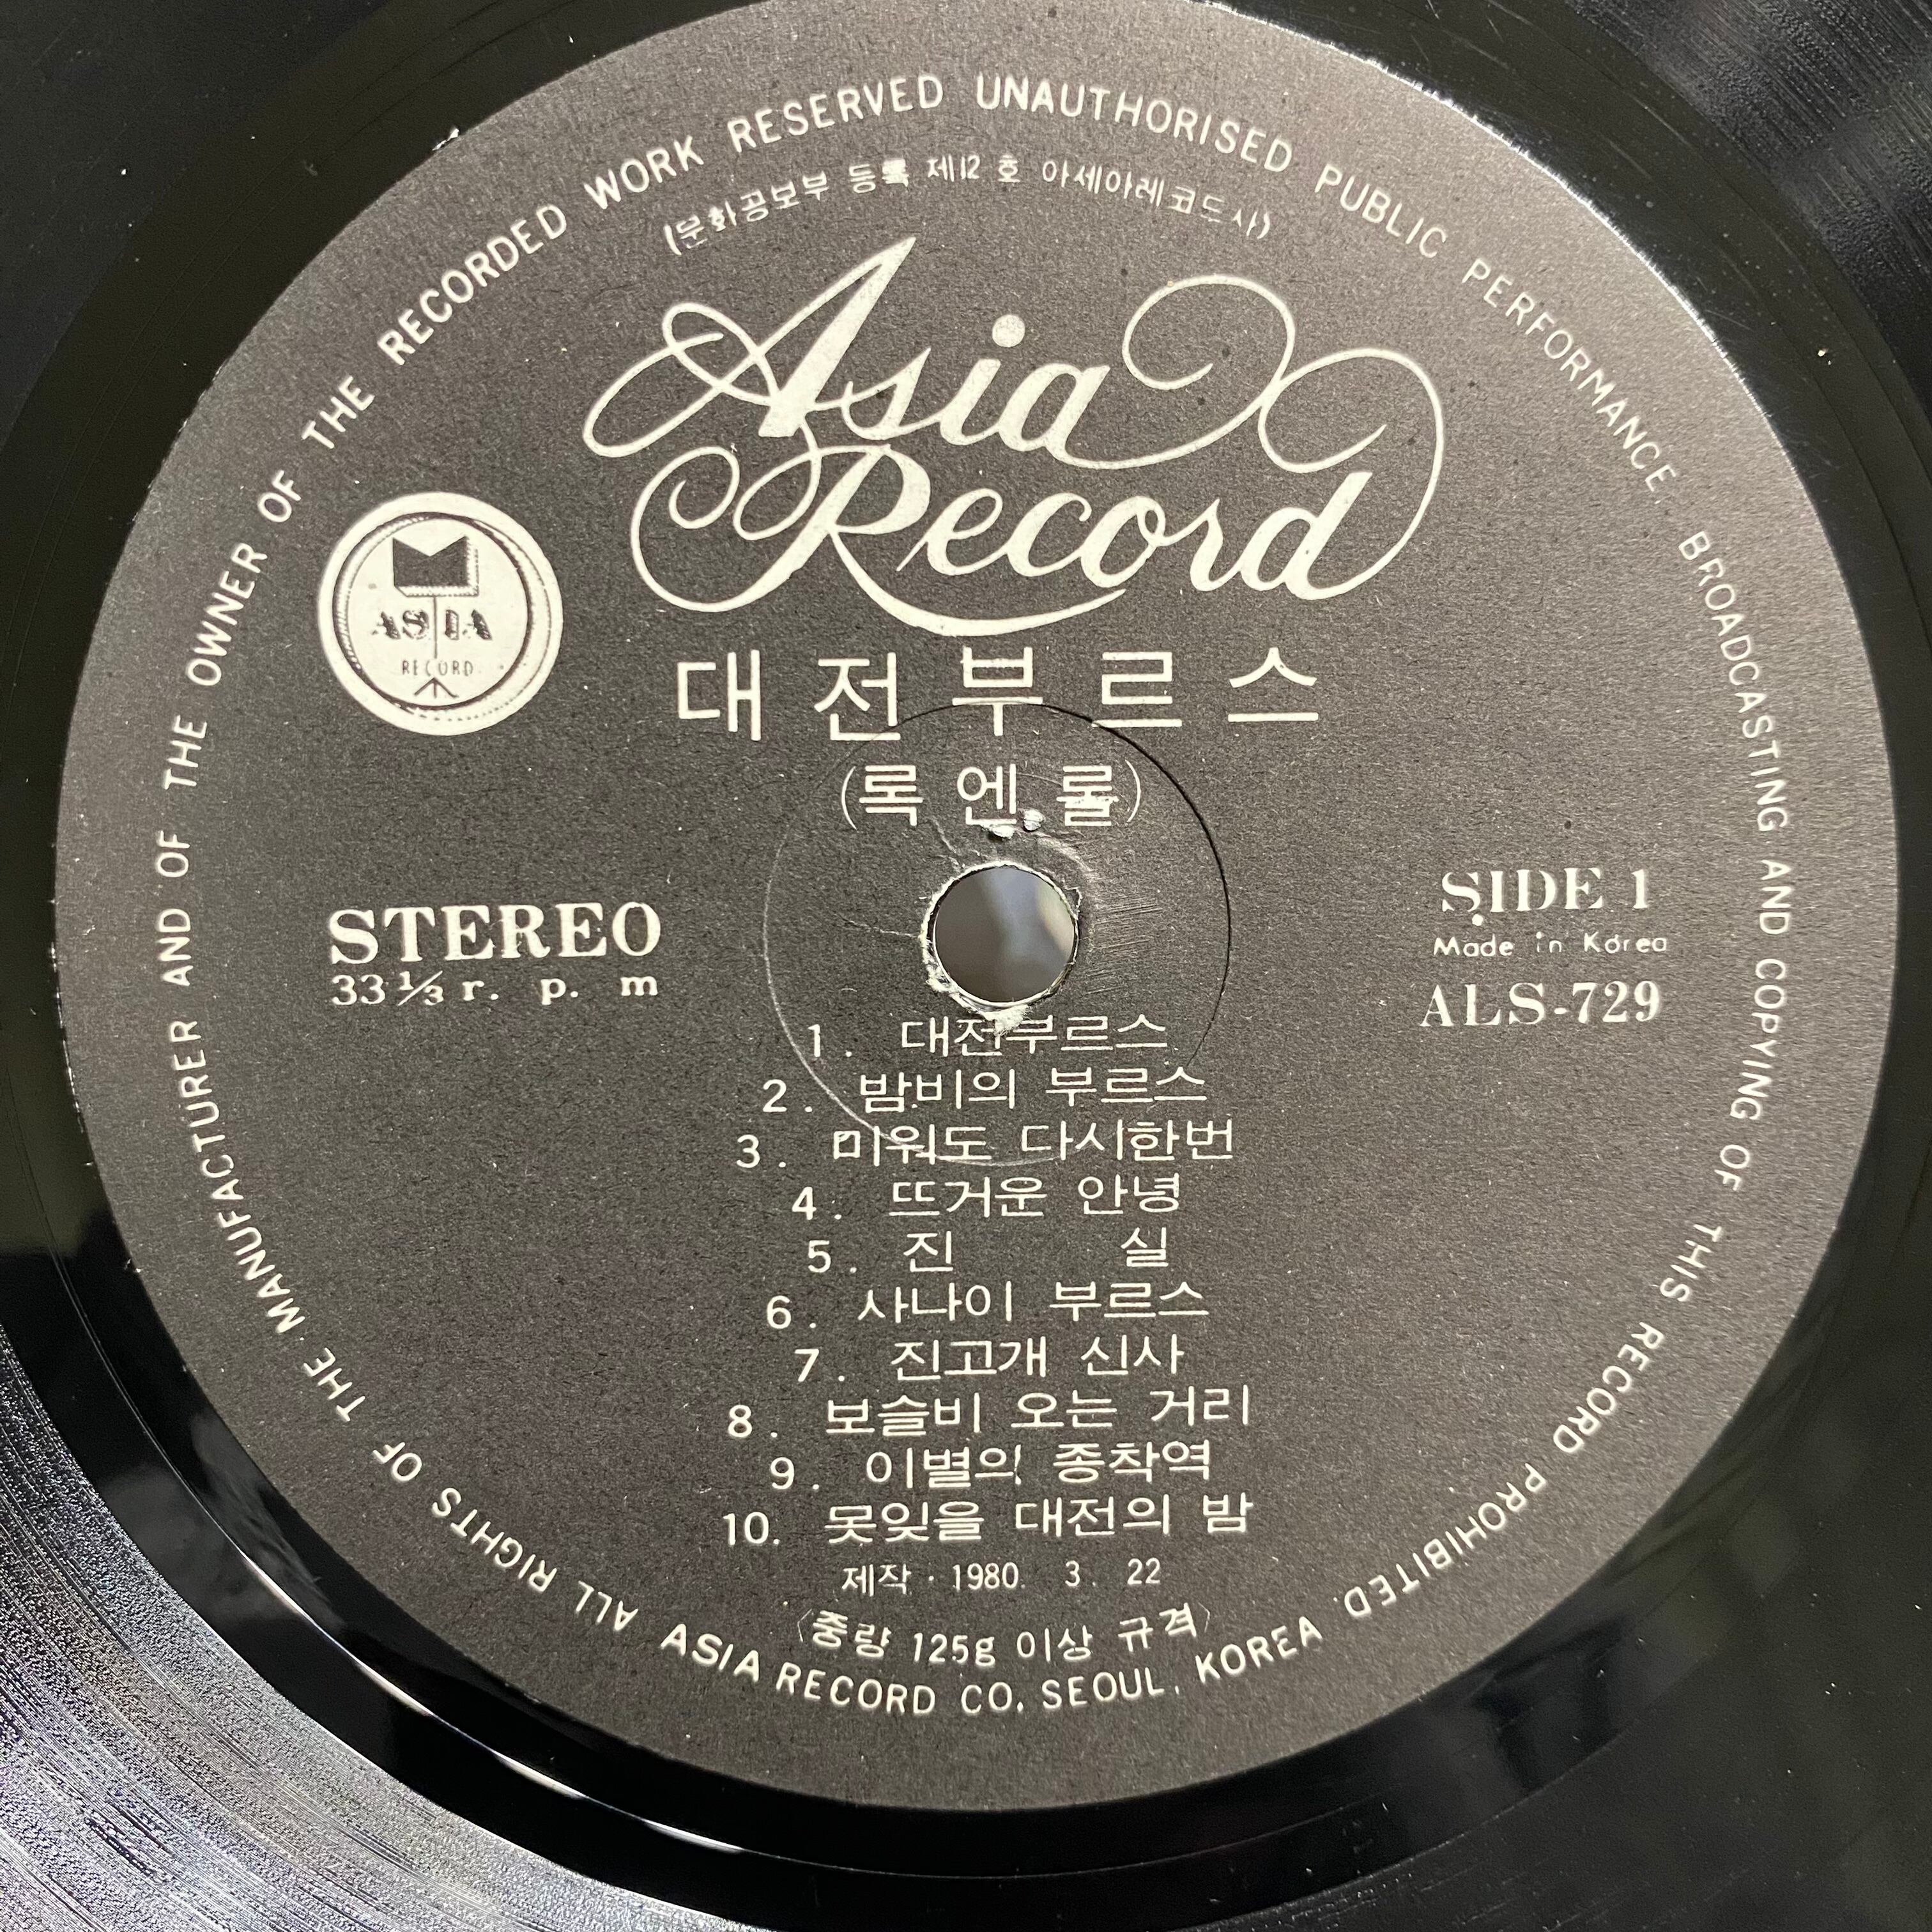 ALL RIGHTS OF THE MANUFACTURER AND OF THE OWNER OF THE RECORDED WORK RESERVED UNAUTHORISED PUBLIC PERFORMANCE BROADCASTING AND COPYING OF THIS RECORD PROHIBITED.
(문화공보부 등록 제12호 아세아레코드사)
Asia
Record
ASIA
RECORD
대전부르스
(록엔롤)
STEREO
33⅓ r. p. m
SIDE 1
Made in Korea
ALS-729
1. 대전부르스
2. 밤비의 부르스
3. 미워도 다시한번
4. 뜨거운 안녕
5. 진 실
6. 사나이 부르스
7. 진고개 신사
8. 보슬비 오는 거리
9. 이별의 종착역
10. 못잊을 대전의 밤
제작·1980. 3. 22
〈중량 125g 이상 규격〉
ASIA RECORD CO. SEOUL, KOREA